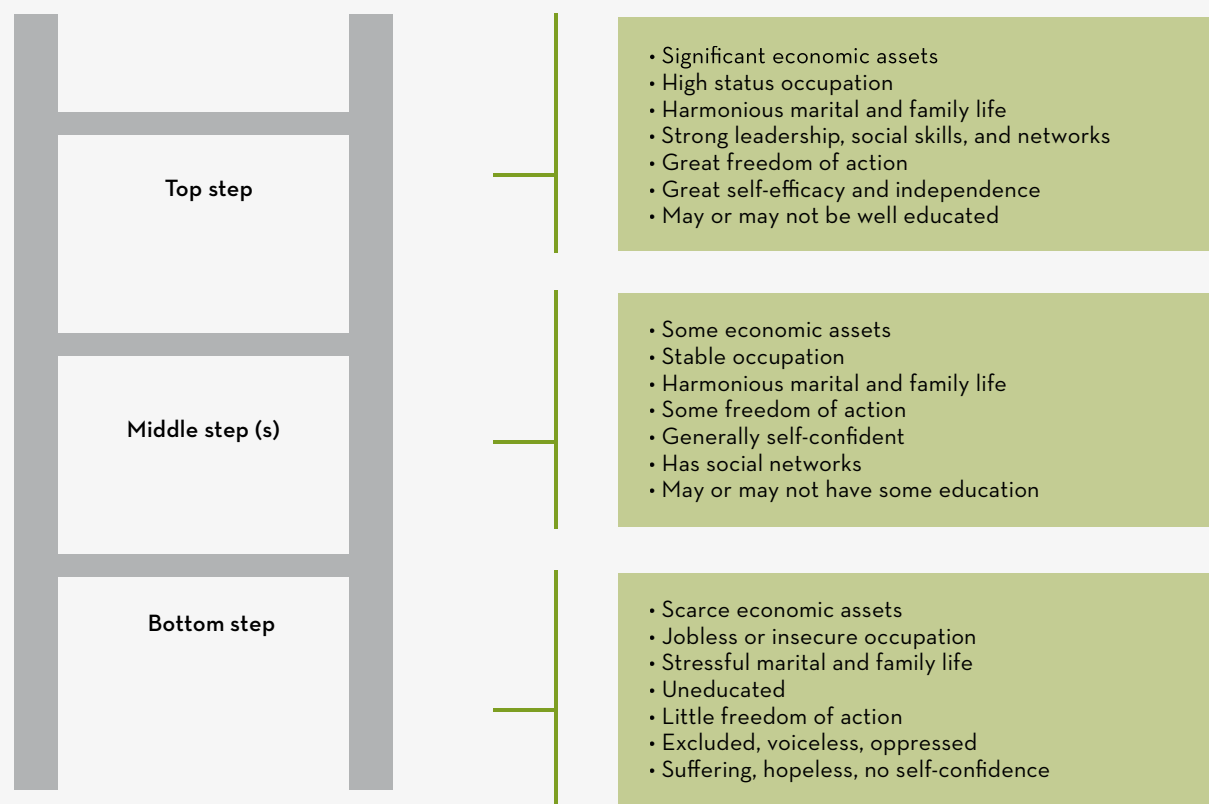 Top step
• Significant economic assets
• High status occupation
• Harmonious marital and family life
• Strong leadership, social skills, and networks
• Great freedom of action
• Great self-efficacy and independence
• May or may not be well educated
Middle step (s)
• Some economic assets
• Stable occupation
• Harmonious marital and family life
• Some freedom of action
• Generally self-confident
• Has social networks
• May or may not have some education
Bottom step
• Scarce economic assets
• Jobless or insecure occupation
• Stressful marital and family life
• Uneducated
• Little freedom of action
• Excluded, voiceless, oppressed
• Suffering, hopeless, no self-confidence